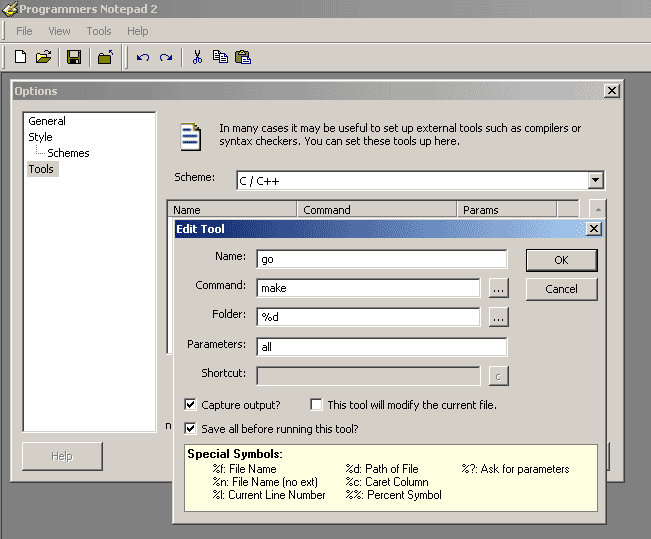 Programmers Notepad 2
File View Tools Help
Options
General
Style
Schemes
Tools
In many cases it may be useful to set up external tools such as compilers or
syntax checkers. You can set these tools up here.
Scheme: C / C++
Name Command Params
Edit Tool
Name: go OK
Command: make ... Cancel
Folder: %d ...
Parameters: all
Shortcut: c
Capture output? This tool will modify the current file.
Save all before running this tool?
Special Symbols:
%f: File Name %d: Path of File %?: Ask for parameters
%n: File Name (no ext) %c: Caret Column
%l: Current Line Number %%: Percent Symbol
Help